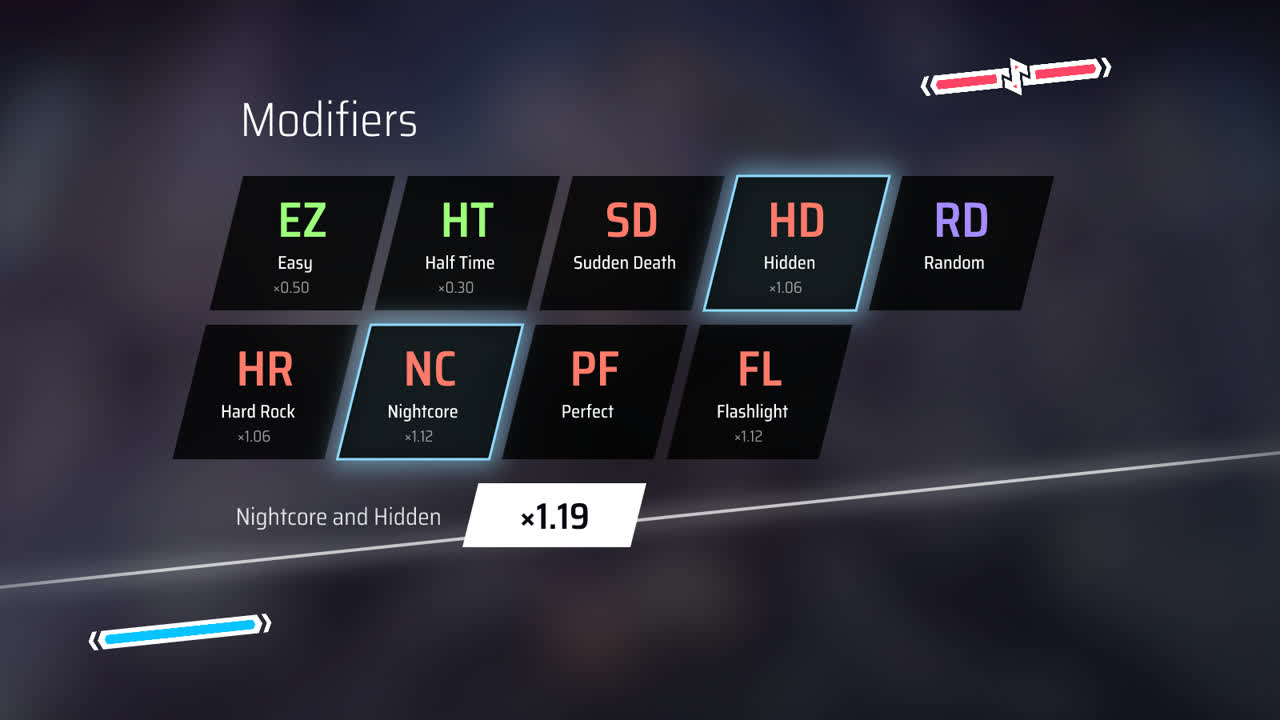 Modifiers
EZ
Easy
×0.50
HT
Half Time
×0.30
SD
Sudden Death
HD
Hidden
×1.06
RD
Random
HR
Hard Rock
×1.06
NC
Nightcore
×1.12
PF
Perfect
FL
Flashlight
×1.12
Nightcore and Hidden
×1.19